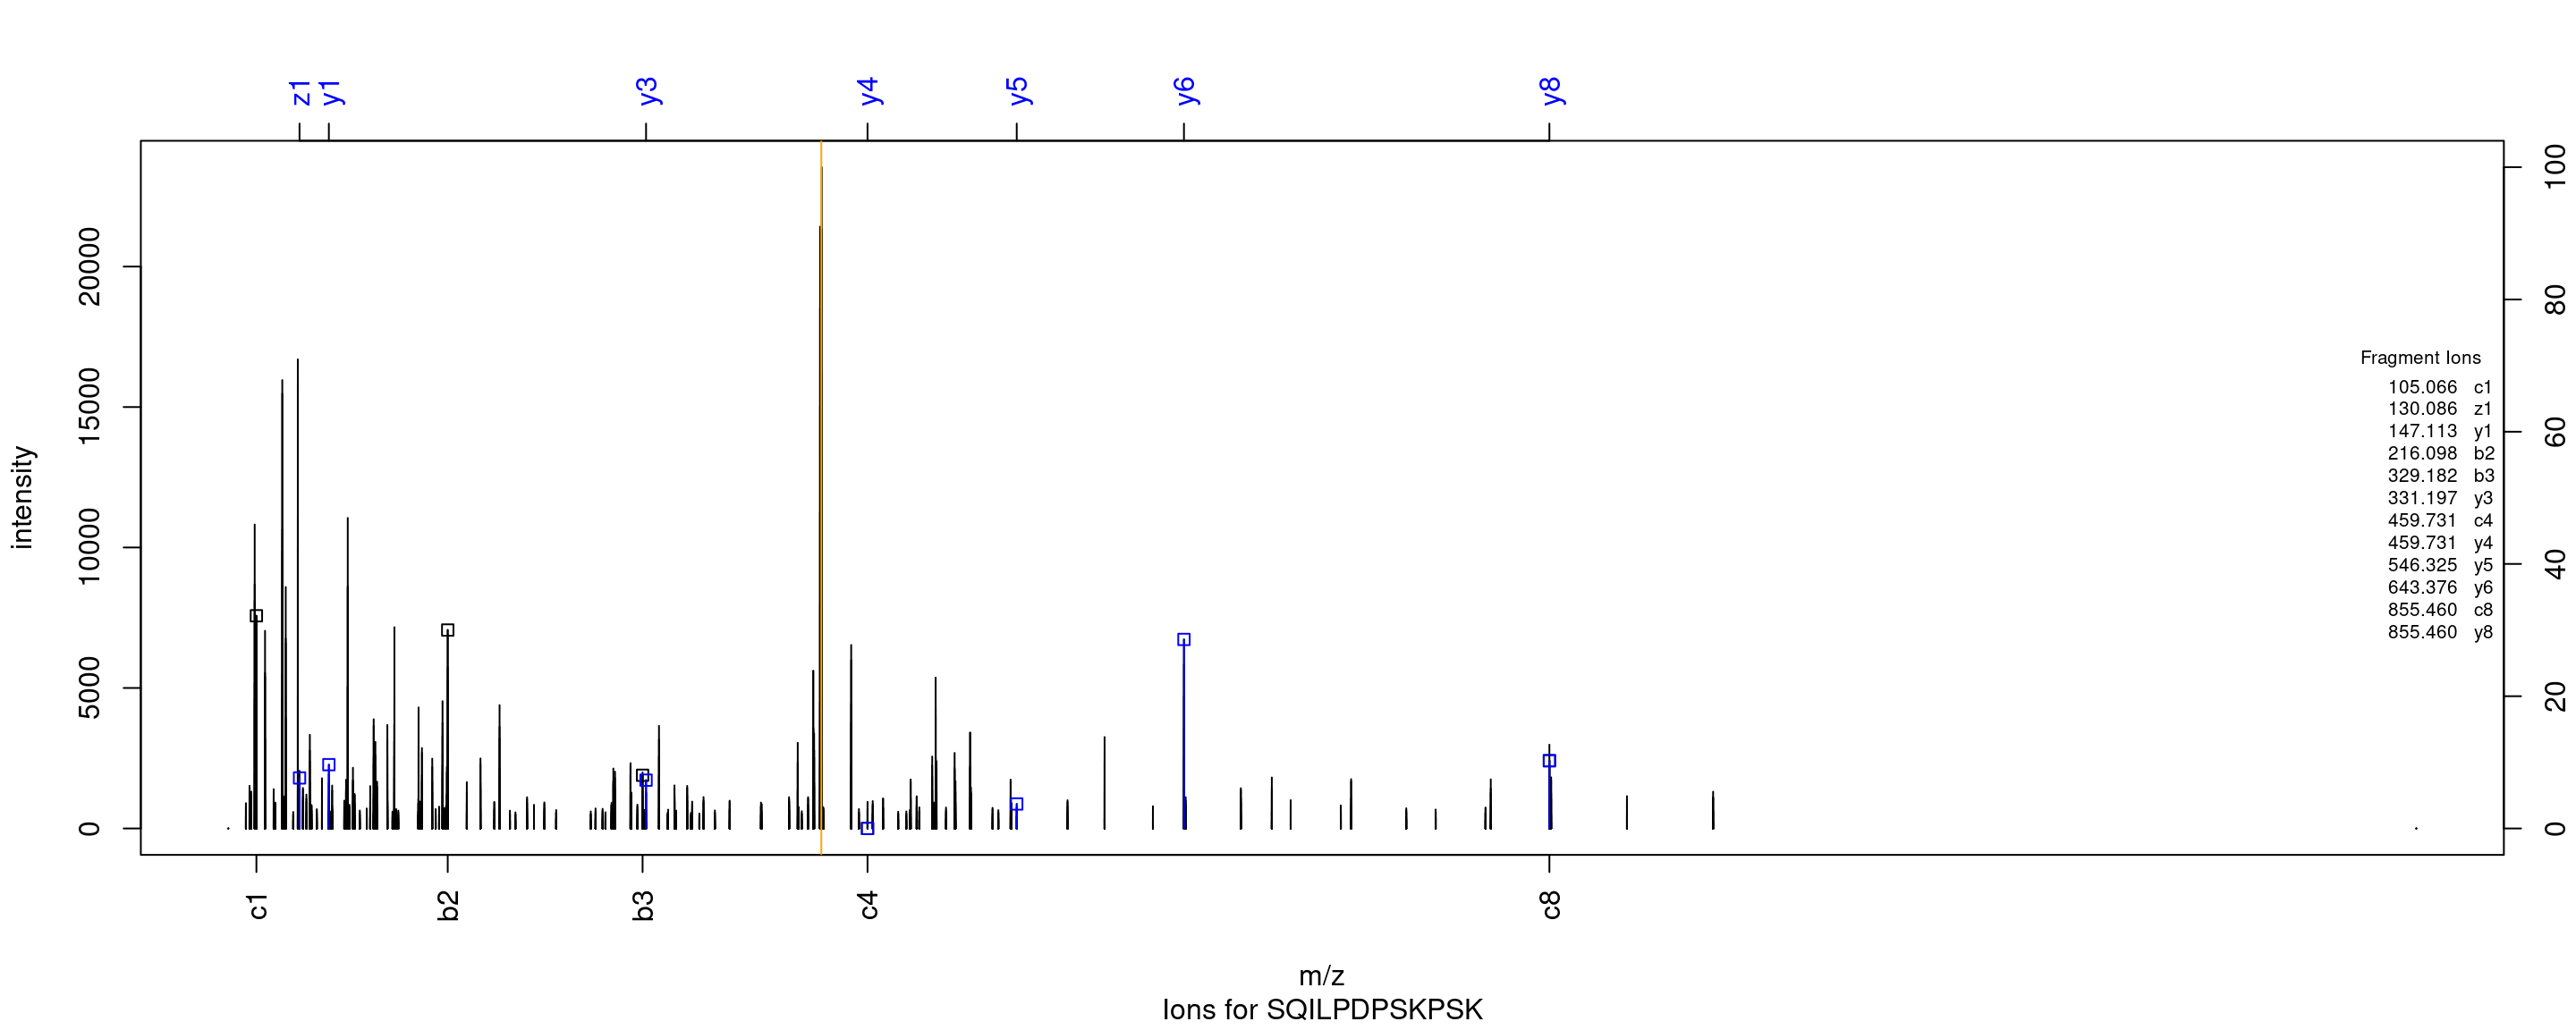 z1 y1 y3 y4 y5 y6 y8
intensity
0 5000 10000 15000 20000
0 20 40 60 80 100
Fragment Ions
105.066 c1
130.086 z1
147.113 y1
216.098 b2
329.182 b3
331.197 y3
459.731 c4
459.731 y4
546.325 y5
643.376 y6
855.460 c8
855.460 y8
c1 b2 b3 c4 c8
m/z
Ions for SQILPDPSKPSK